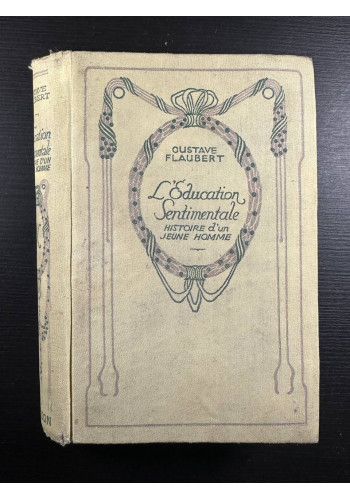 GUSTAVE
FLAUBERT
L'Éducation
Sentimentale
HISTOIRE d'un
JEUNE HOMME